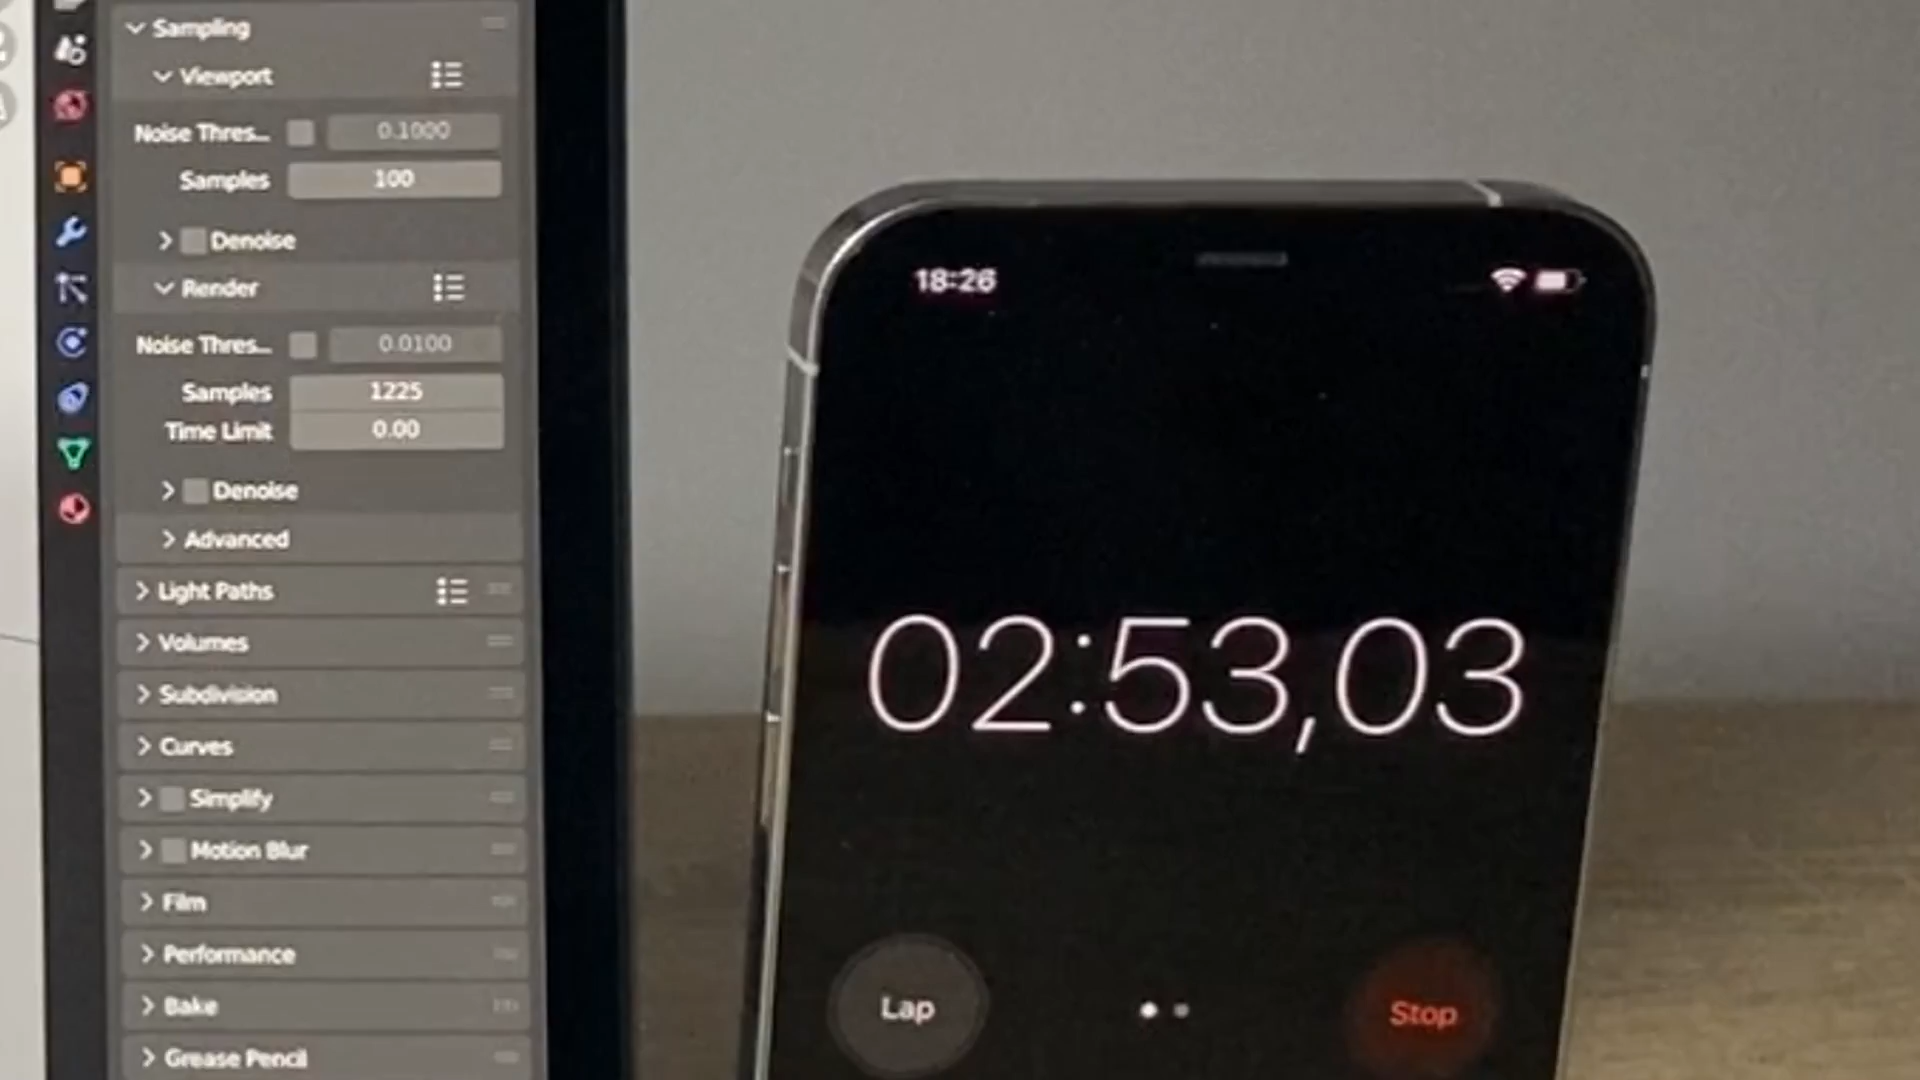 Sampling
Viewport
Noise Thres... 0.1000
Samples 100
Denoise
Render
Noise Thres... 0.0100
Samples 1225
Time Limit 0.00
Denoise
Advanced
Light Paths
Volumes
Subdivision
Curves
Simplify
Motion Blur
Film
Performance
Bake
Grease Pencil
18:26
02:53,03
Lap
Stop